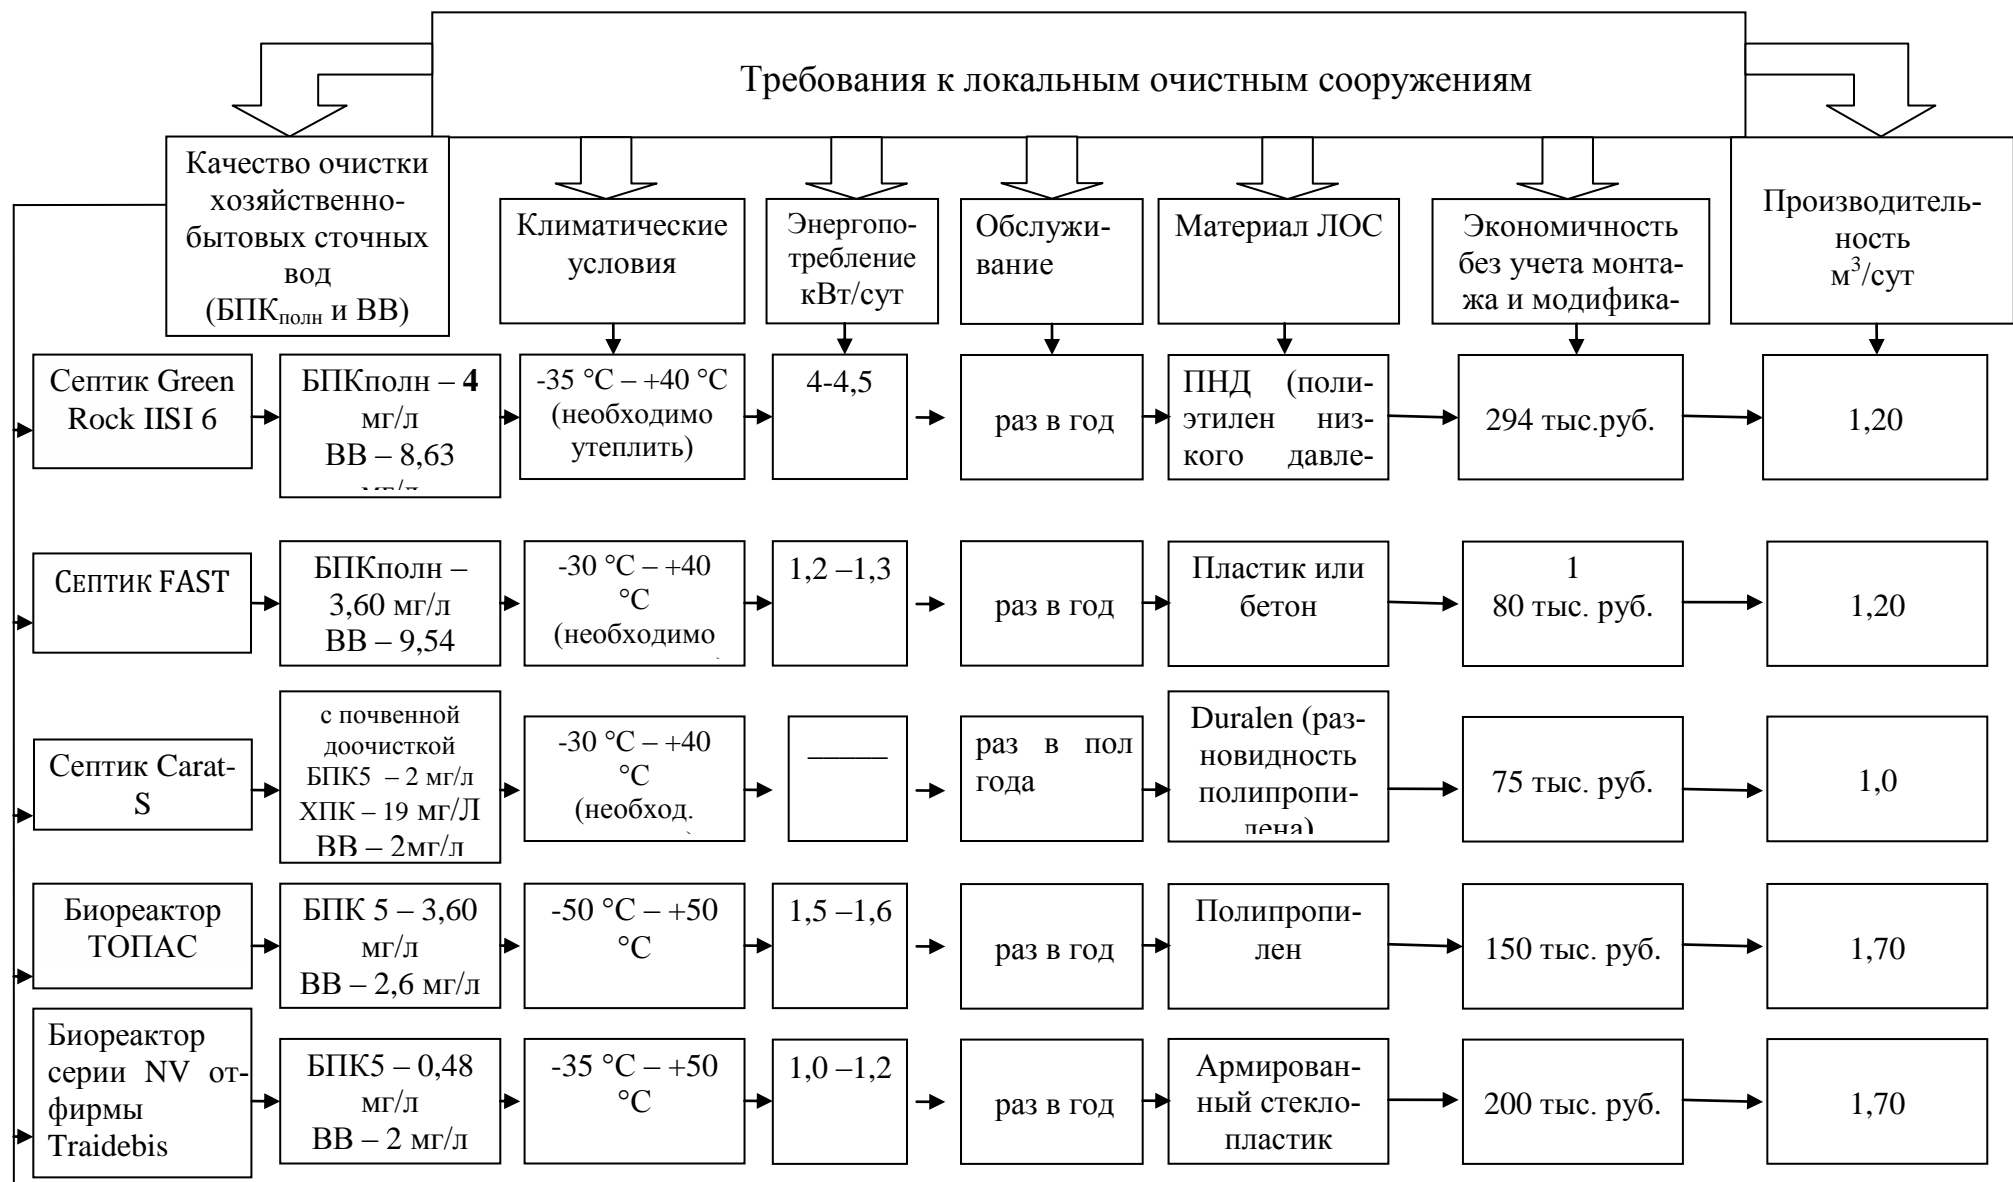 Требования к локальным очистным сооружениям
Качество очистки
хозяйственно-
бытовых сточных
вод
(БПКполн и ВВ)
Климатические
условия
Энергопо-
требление
кВт/сут
Обслужи-
вание
Материал ЛОС
Экономичность
без учета монта-
жа и модифика-
Производитель-
ность
м³/сут
Септик Green
Rock IISI 6
БПКполн – 4
мг/л
ВВ – 8,63
мг/л
-35 °С – +40 °С
(необходимо
утеплить)
4-4,5
раз в год
ПНД (поли-
этилен низ-
кого давле-
294 тыс.руб.
1,20
Септик FAST
БПКполн –
3,60 мг/л
ВВ – 9,54
-30 °С – +40
°С
(необходимо
1,2 –1,3
раз в год
Пластик или
бетон
1
80 тыс. руб.
1,20
Септик Carat-
S
с почвенной
доочисткой
БПК5 – 2 мг/л
ХПК – 19 мг/Л
ВВ – 2мг/л
-30 °С – +40
°С
(необход.
_____
раз в пол
года
Duralen (раз-
новидность
полипропи-
лена)
75 тыс. руб.
1,0
Биореактор
ТОПАС
БПК 5 – 3,60
мг/л
ВВ – 2,6 мг/л
-50 °С – +50
°С
1,5 –1,6
раз в год
Полипропи-
лен
150 тыс. руб.
1,70
Биореактор
серии NV от-
фирмы
Traidebis
БПК5 – 0,48
мг/л
ВВ – 2 мг/л
-35 °С – +50
°С
1,0 –1,2
раз в год
Армирован-
ный стекло-
пластик
200 тыс. руб.
1,70